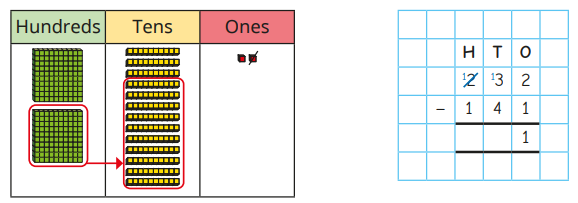 Hundreds Tens Ones
H T O
¹2 ¹3 2
− 1 4 1
1